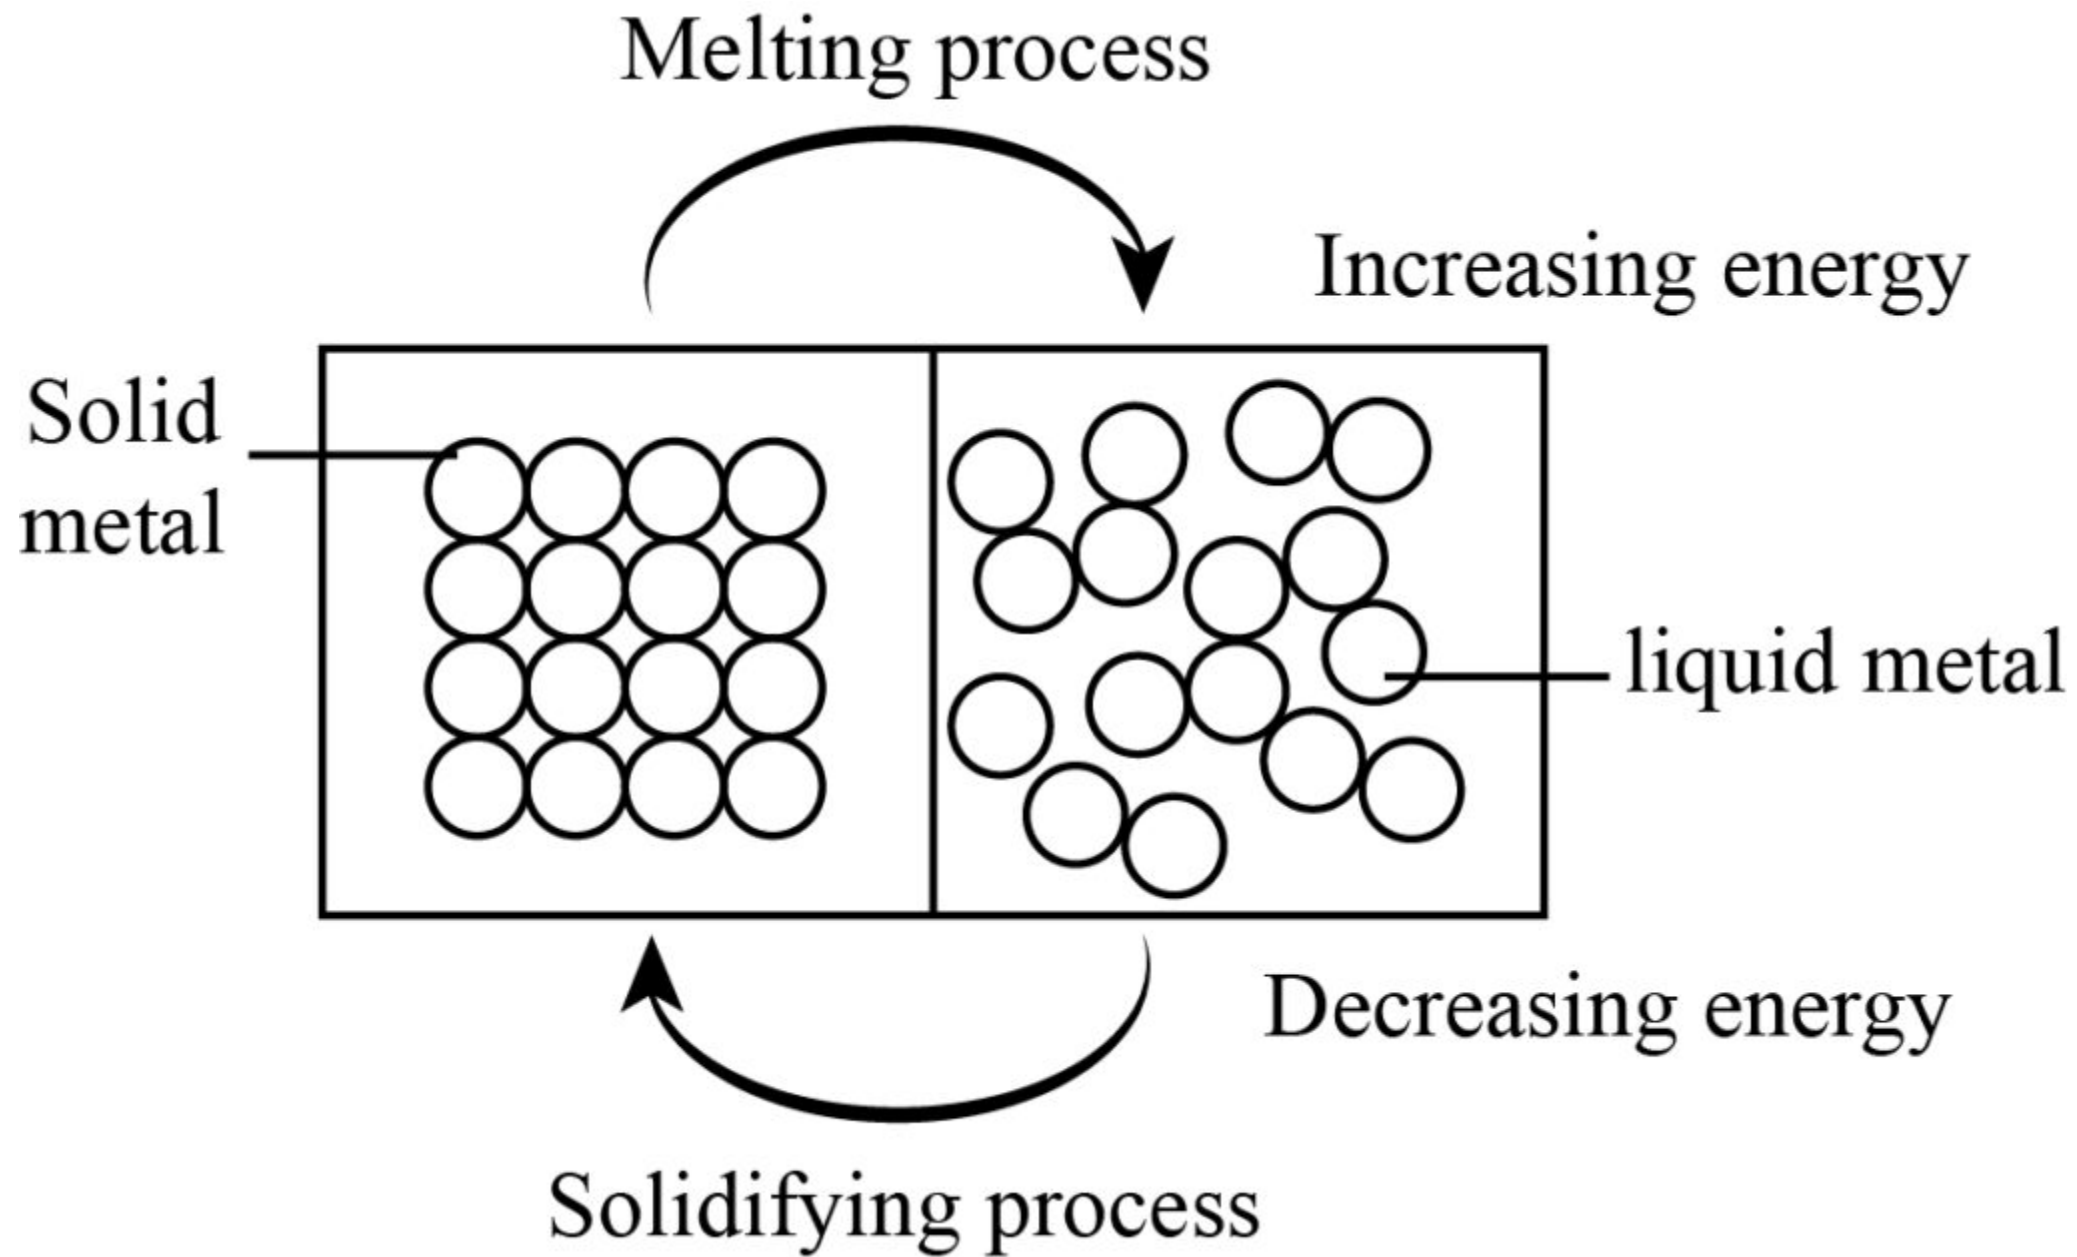 Melting process
Increasing energy
Solid
metal
liquid metal
Decreasing energy
Solidifying process